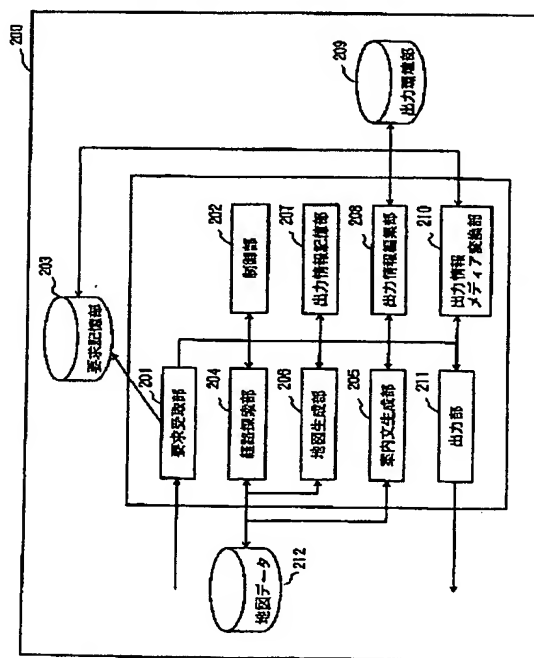 200
203
要求記憶部
209
出力環境部
201
要求受取部
202
制御部
204
経路探索部
207
出力情報記憶部
206
地図生成部
208
出力情報編集部
205
案内文生成部
210
出力情報
メディア変換部
211
出力部
地図データ
212